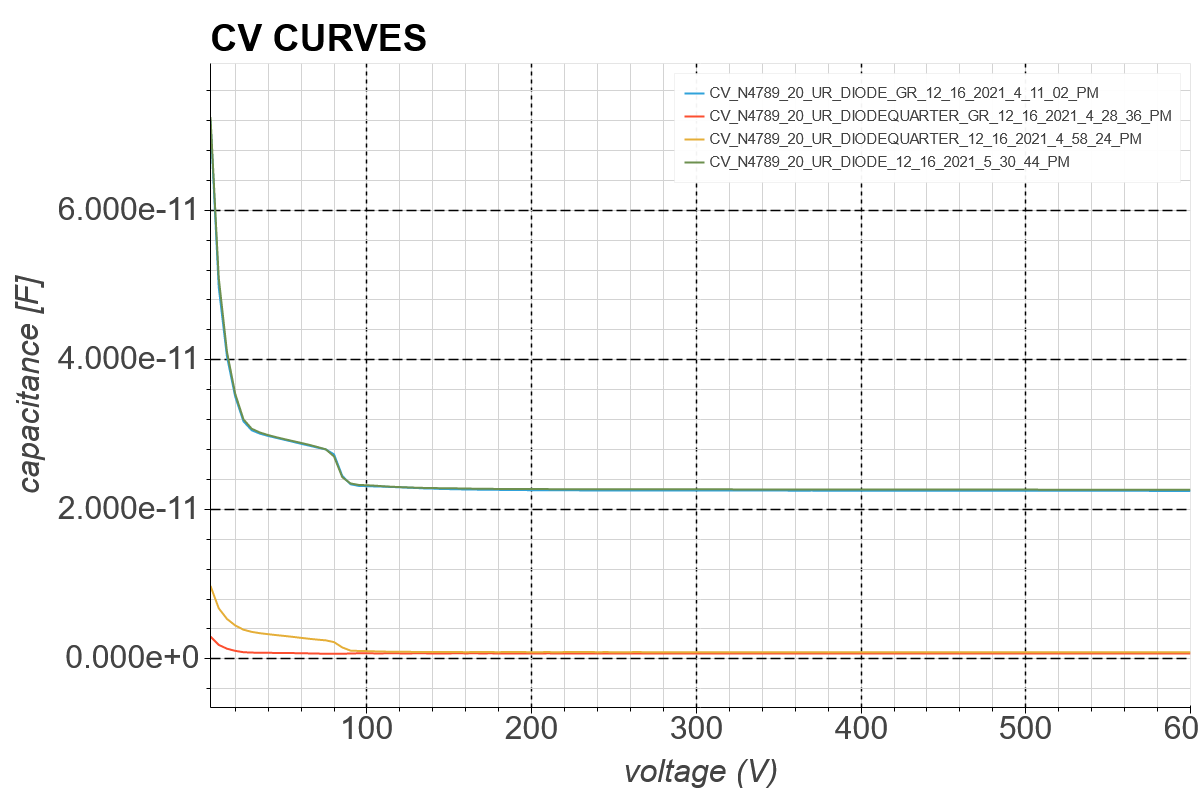 CV CURVES
CV_N4789_20_UR_DIODE_GR_12_16_2021_4_11_02_PM
CV_N4789_20_UR_DIODEQUARTER_GR_12_16_2021_4_28_36_PM
CV_N4789_20_UR_DIODEQUARTER_12_16_2021_4_58_24_PM
CV_N4789_20_UR_DIODE_12_16_2021_5_30_44_PM
6.000e-11
4.000e-11
2.000e-11
0.000e+0
capacitance [F]
100 200 300 400 500 60
voltage (V)